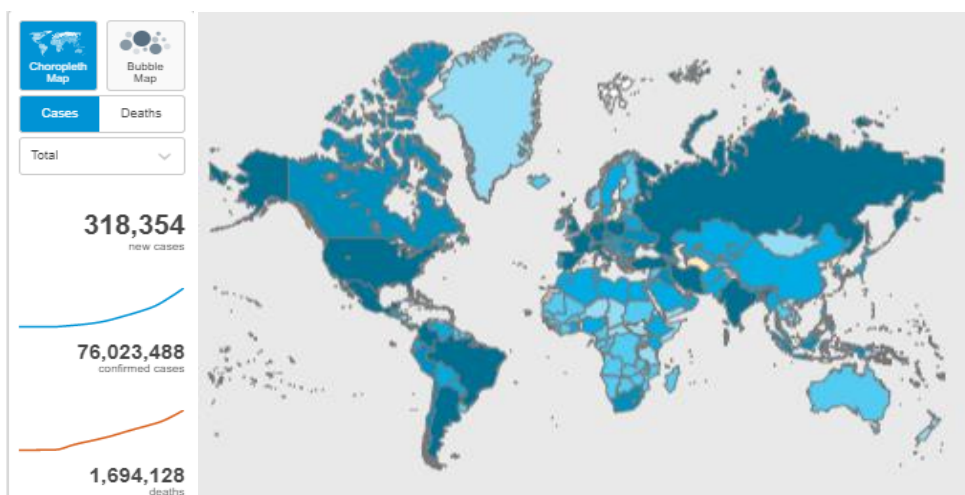 Choropleth
Map
Bubble
Map
Cases
Deaths
Total
318,354
new cases
76,023,488
confirmed cases
1,694,128
deaths